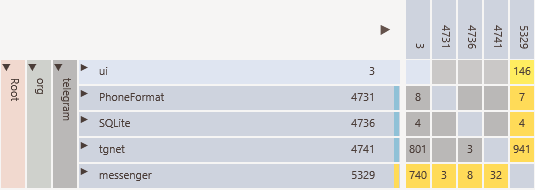 3 4731 4736 4741 5329
Root org telegram
ui 3 146
PhoneFormat 4731 8 7
SQLite 4736 4 4
tgnet 4741 801 3 941
messenger 5329 740 3 8 32